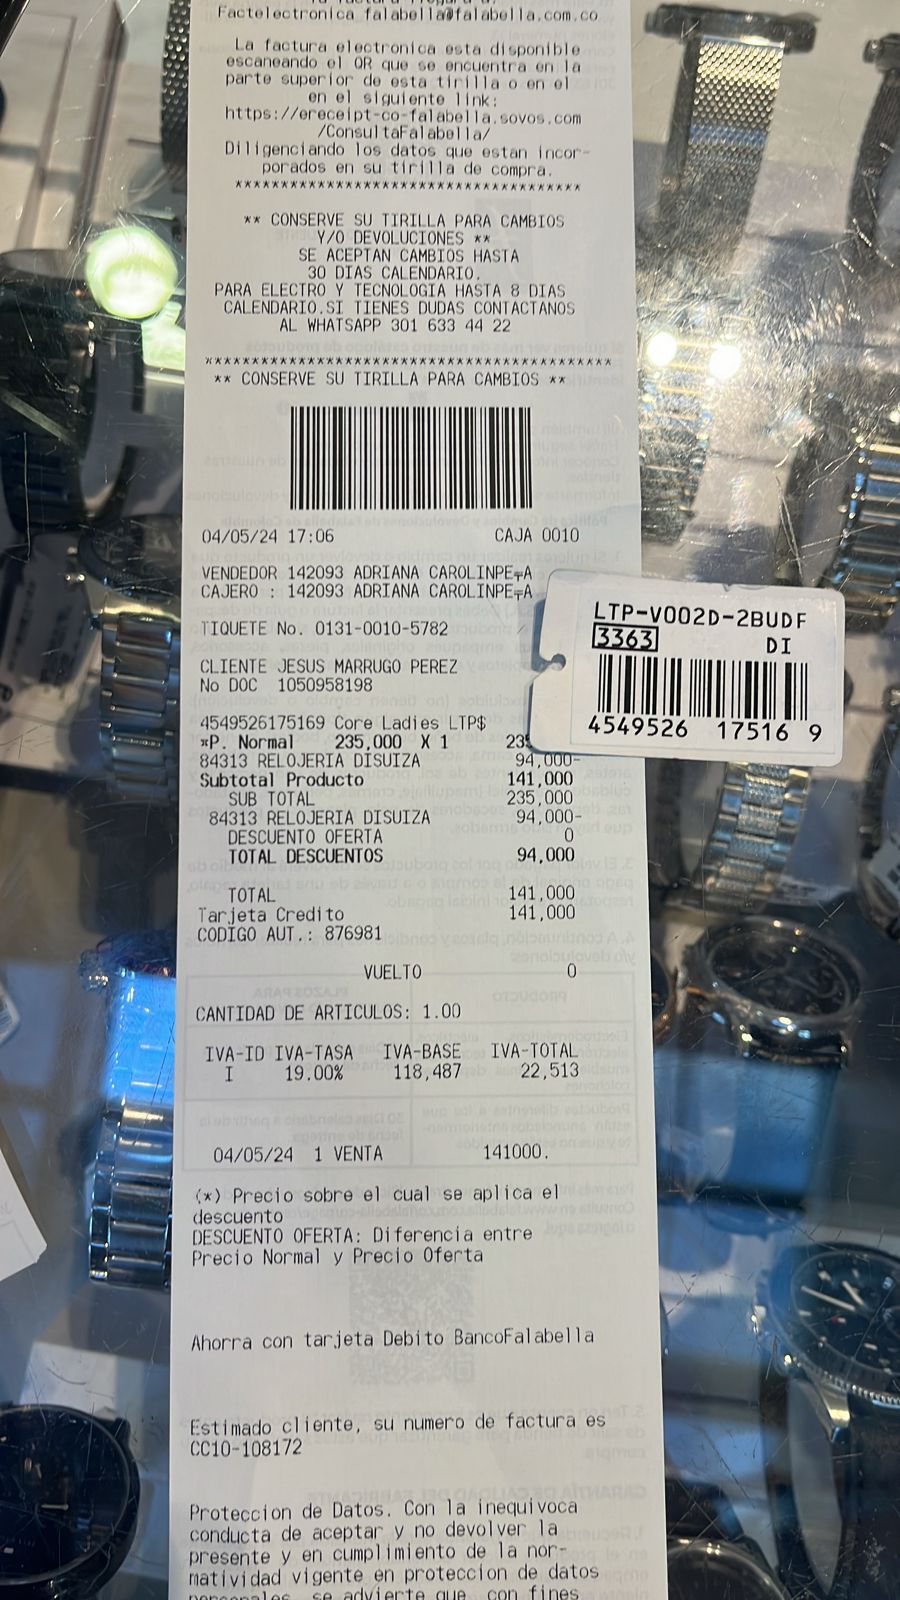 Factelectronica falabella@falabella.com.co
La factura electronica esta disponible
escaneando el QR que se encuentra en la
parte superior de esta tirilla o en el
en el siguiente link:
https://ereceipt-co-falabella.sovos.com
/ConsultaFalabella/
Diligenciando los datos que estan incor-
porados en su tirilla de compra.
*************************************
** CONSERVE SU TIRILLA PARA CAMBIOS
Y/O DEVOLUCIONES **
SE ACEPTAN CAMBIOS HASTA
30 DIAS CALENDARIO.
PARA ELECTRO Y TECNOLOGIA HASTA 8 DIAS
CALENDARIO.SI TIENES DUDAS CONTACTANOS
AL WHATSAPP 301 633 44 22
********************************************
** CONSERVE SU TIRILLA PARA CAMBIOS **
04/05/24 17:06 CAJA 0010
VENDEDOR 142093 ADRIANA CAROLINPE╤A
CAJERO : 142093 ADRIANA CAROLINPE╤A
TIQUETE No. 0131-0010-5782
CLIENTE JESUS MARRUGO PEREZ
No DOC 1050958198
4549526175169 Core Ladies LTP$
*P. Normal 235,000 X 1 235
84313 RELOJERIA DISUIZA 94,000-
Subtotal Producto 141,000
SUB TOTAL 235,000
84313 RELOJERIA DISUIZA 94,000-
DESCUENTO OFERTA 0
TOTAL DESCUENTOS 94,000
TOTAL 141,000
Tarjeta Credito 141,000
CODIGO AUT.: 876981
VUELTO 0
CANTIDAD DE ARTICULOS: 1.00
IVA-ID IVA-TASA IVA-BASE IVA-TOTAL
I 19.00% 118,487 22,513
04/05/24 1 VENTA 141000.
(*) Precio sobre el cual se aplica el
descuento
DESCUENTO OFERTA: Diferencia entre
Precio Normal y Precio Oferta
Ahorra con tarjeta Debito BancoFalabella
Estimado cliente, su numero de factura es
CC10-108172
Proteccion de Datos. Con la inequivoca
conducta de aceptar y no devolver la
presente y en cumplimiento de la nor-
matividad vigente en proteccion de datos
personales, se advierte que, con fines
LTP-V002D-2BUDF
3363 DI
4549526 17516 9